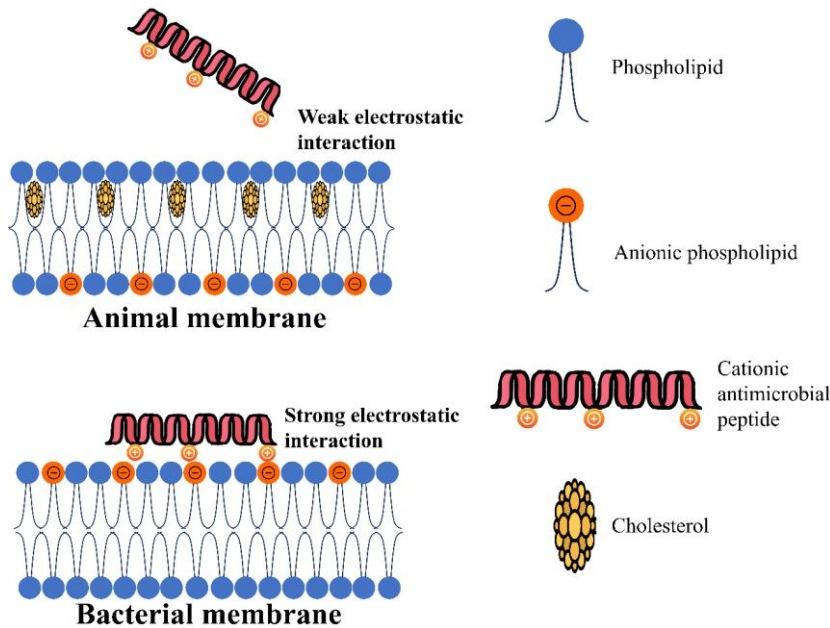 Weak electrostatic
interaction
Animal membrane
Strong electrostatic
interaction
Bacterial membrane
Phospholipid
Anionic phospholipid
Cationic
antimicrobial
peptide
Cholesterol